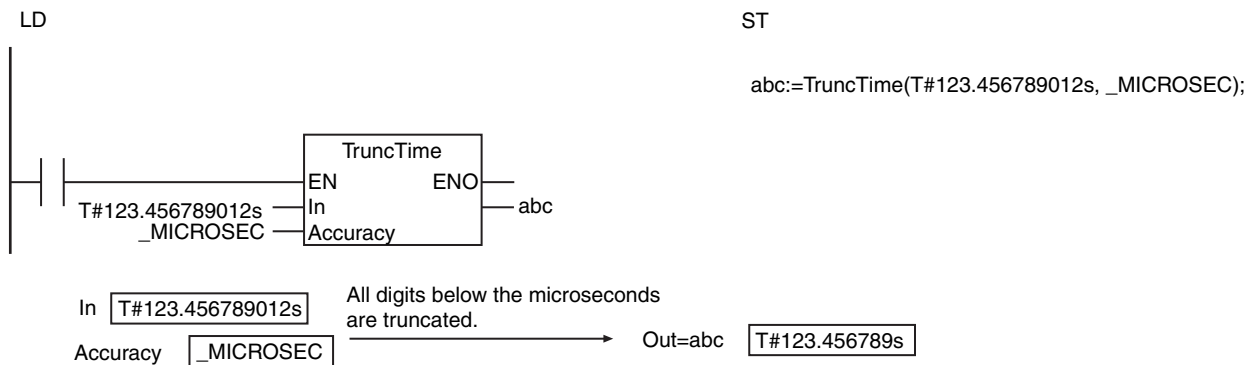 LD
ST
abc:=TruncTime(T#123.456789012s, _MICROSEC);
TruncTime
EN ENO
T#123.456789012s In abc
_MICROSEC Accuracy
In T#123.456789012s
All digits below the microseconds
are truncated.
Accuracy _MICROSEC
Out=abc T#123.456789s